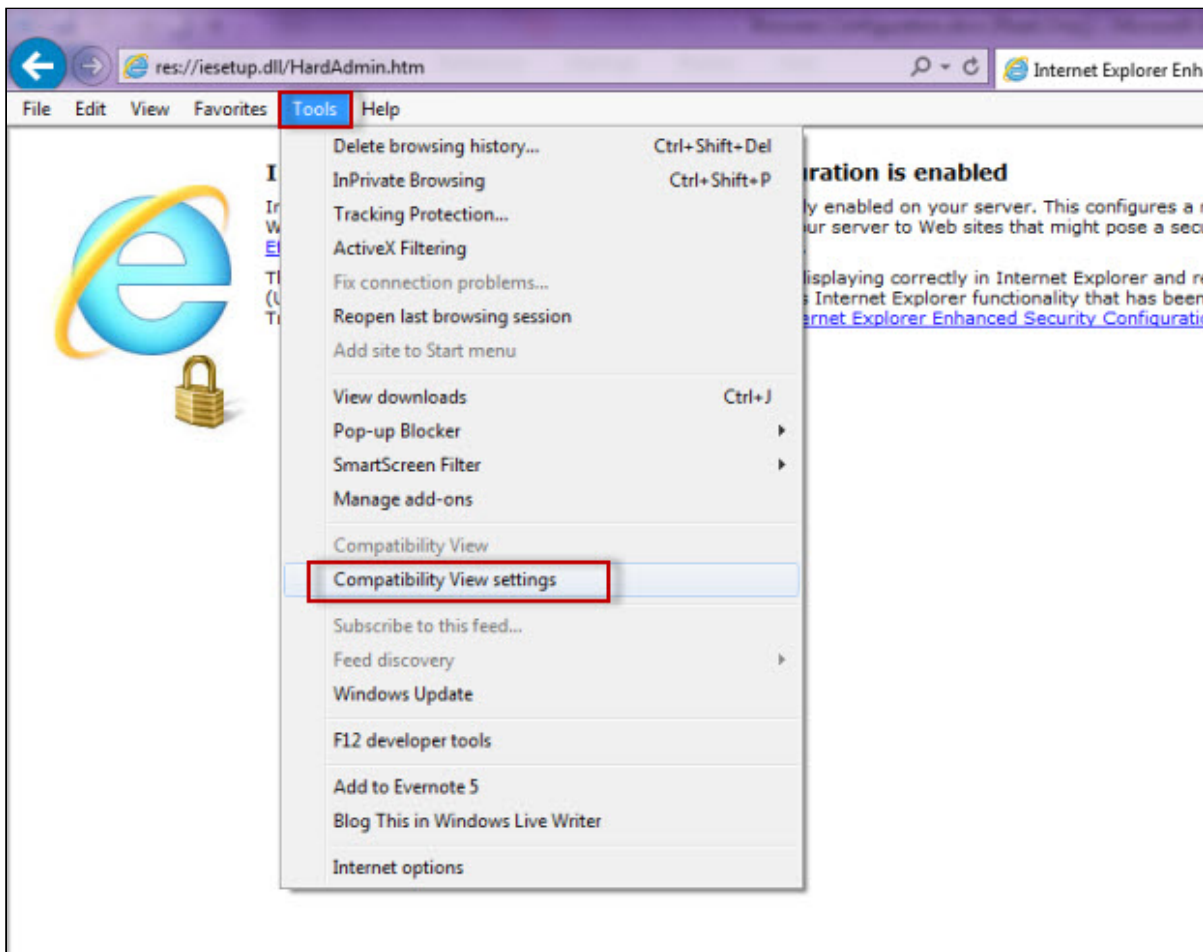 res://iesetup.dll/HardAdmin.htm
Internet Explorer Enh
File Edit View Favorites Tools Help
Delete browsing history... Ctrl+Shift+Del
InPrivate Browsing Ctrl+Shift+P
Tracking Protection...
ActiveX Filtering
Fix connection problems...
Reopen last browsing session
Add site to Start menu
View downloads Ctrl+J
Pop-up Blocker
SmartScreen Filter
Manage add-ons
Compatibility View
Compatibility View settings
Subscribe to this feed...
Feed discovery
Windows Update
F12 developer tools
Add to Evernote 5
Blog This in Windows Live Writer
Internet options
I
uration is enabled
ly enabled on your server. This configures a
ur server to Web sites that might pose a secu
isplaying correctly in Internet Explorer and re
s Internet Explorer functionality that has been
ernet Explorer Enhanced Security Configurati